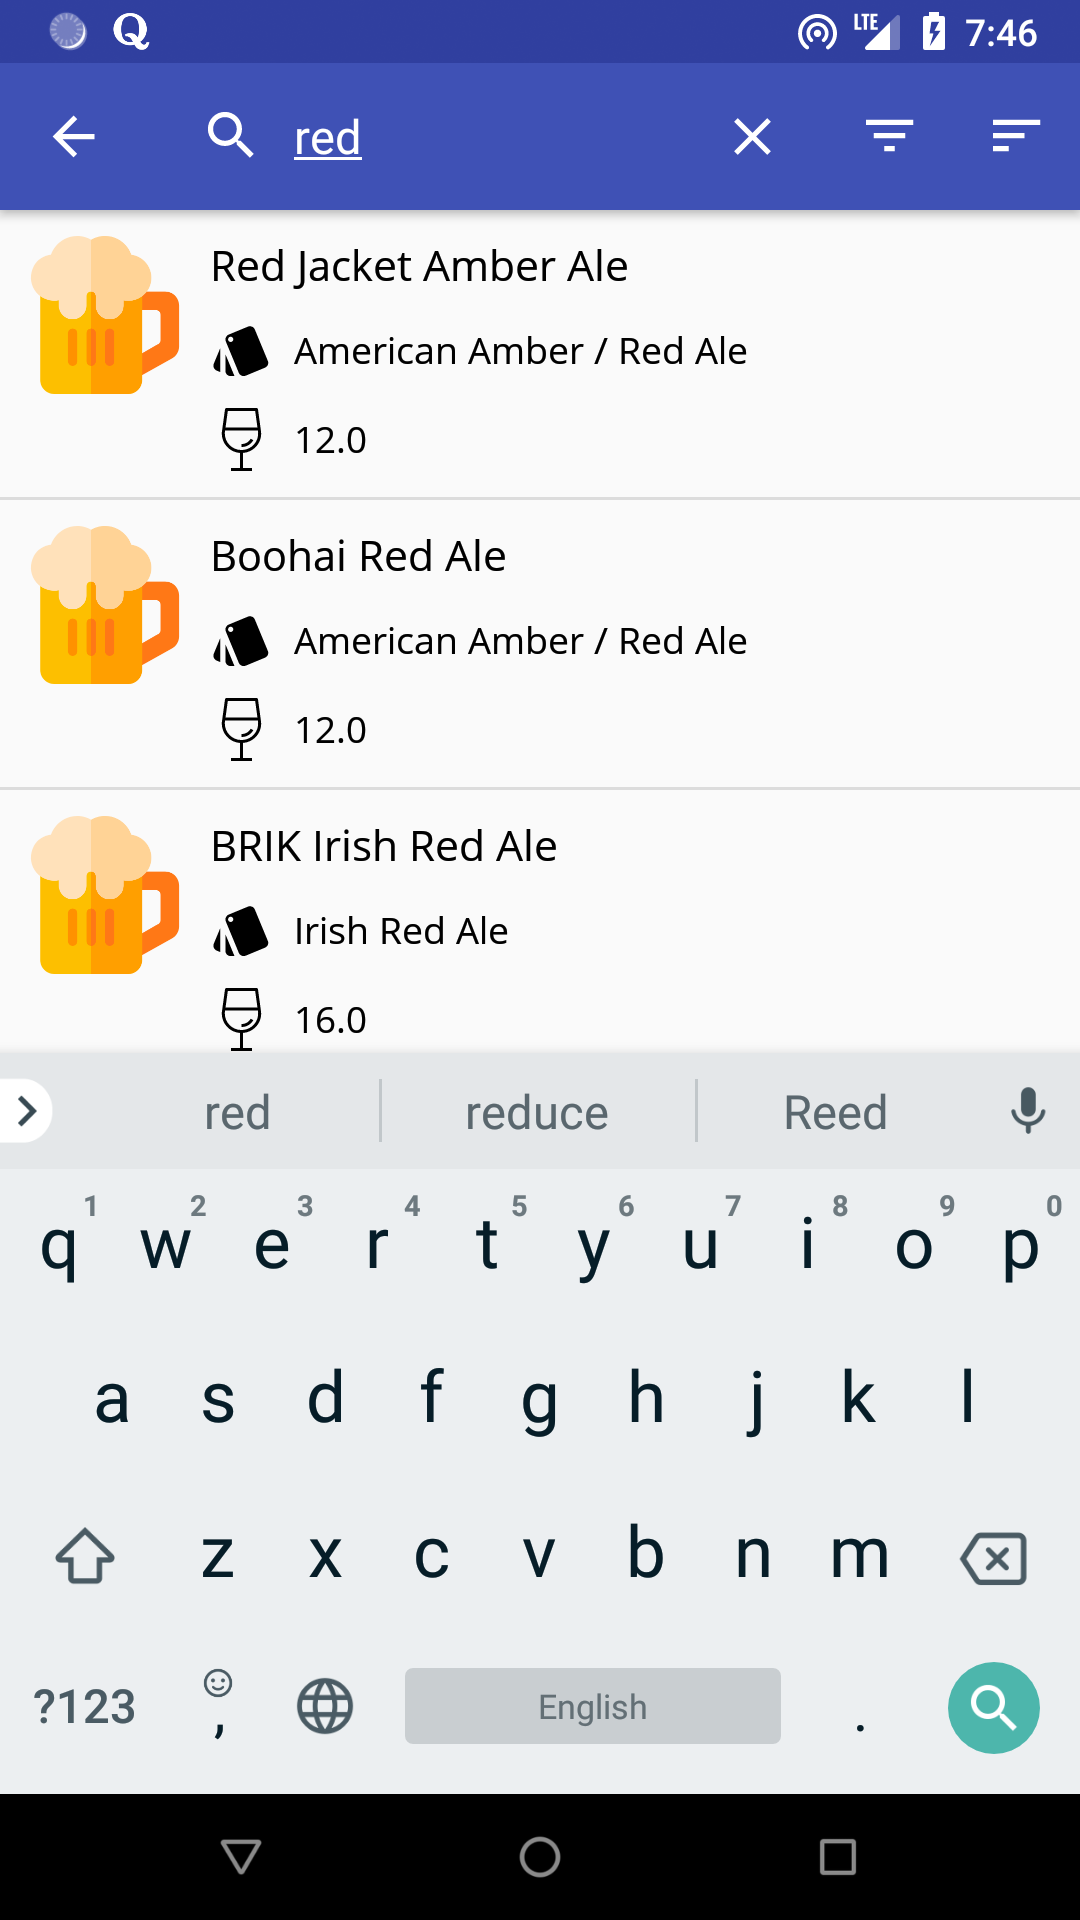 Q LTE 7:46
red
Red Jacket Amber Ale
American Amber / Red Ale
12.0
Boohai Red Ale
American Amber / Red Ale
12.0
BRIK Irish Red Ale
Irish Red Ale
16.0
red reduce Reed
1 2 3 4 5 6 7 8 9 0
q w e r t y u i o p
a s d f g h j k l
z x c v b n m
?123 , English .